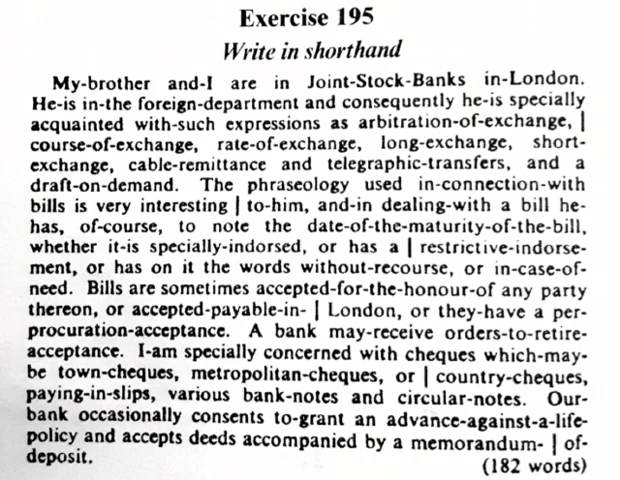 Exercise 195
Write in shorthand
My-brother and-I are in Joint-Stock-Banks in-London.
He-is in-the foreign-department and consequently he-is specially
acquainted with-such expressions as arbitration-of-exchange, |
course-of-exchange, rate-of-exchange, long-exchange, short-
exchange, cable-remittance and telegraphic-transfers, and a
draft-on-demand. The phraseology used in-connection-with
bills is very interesting | to-him, and-in dealing-with a bill he-
has, of-course, to note the date-of-the-maturity-of-the-bill,
whether it-is specially-indorsed, or has a | restrictive-indorse-
ment, or has on it the words without-recourse, or in-case-of-
need. Bills are sometimes accepted-for-the-honour-of any party
thereon, or accepted-payable-in- | London, or they-have a per-
procuration-acceptance. A bank may-receive orders-to-retire-
acceptance. I-am specially concerned with cheques which-may-
be town-cheques, metropolitan-cheques, or | country-cheques,
paying-in-slips, various bank-notes and circular-notes. Our-
bank occasionally consents to-grant an advance-against-a-life-
policy and accepts deeds accompanied by a memorandum- | of-
deposit.
(182 words)